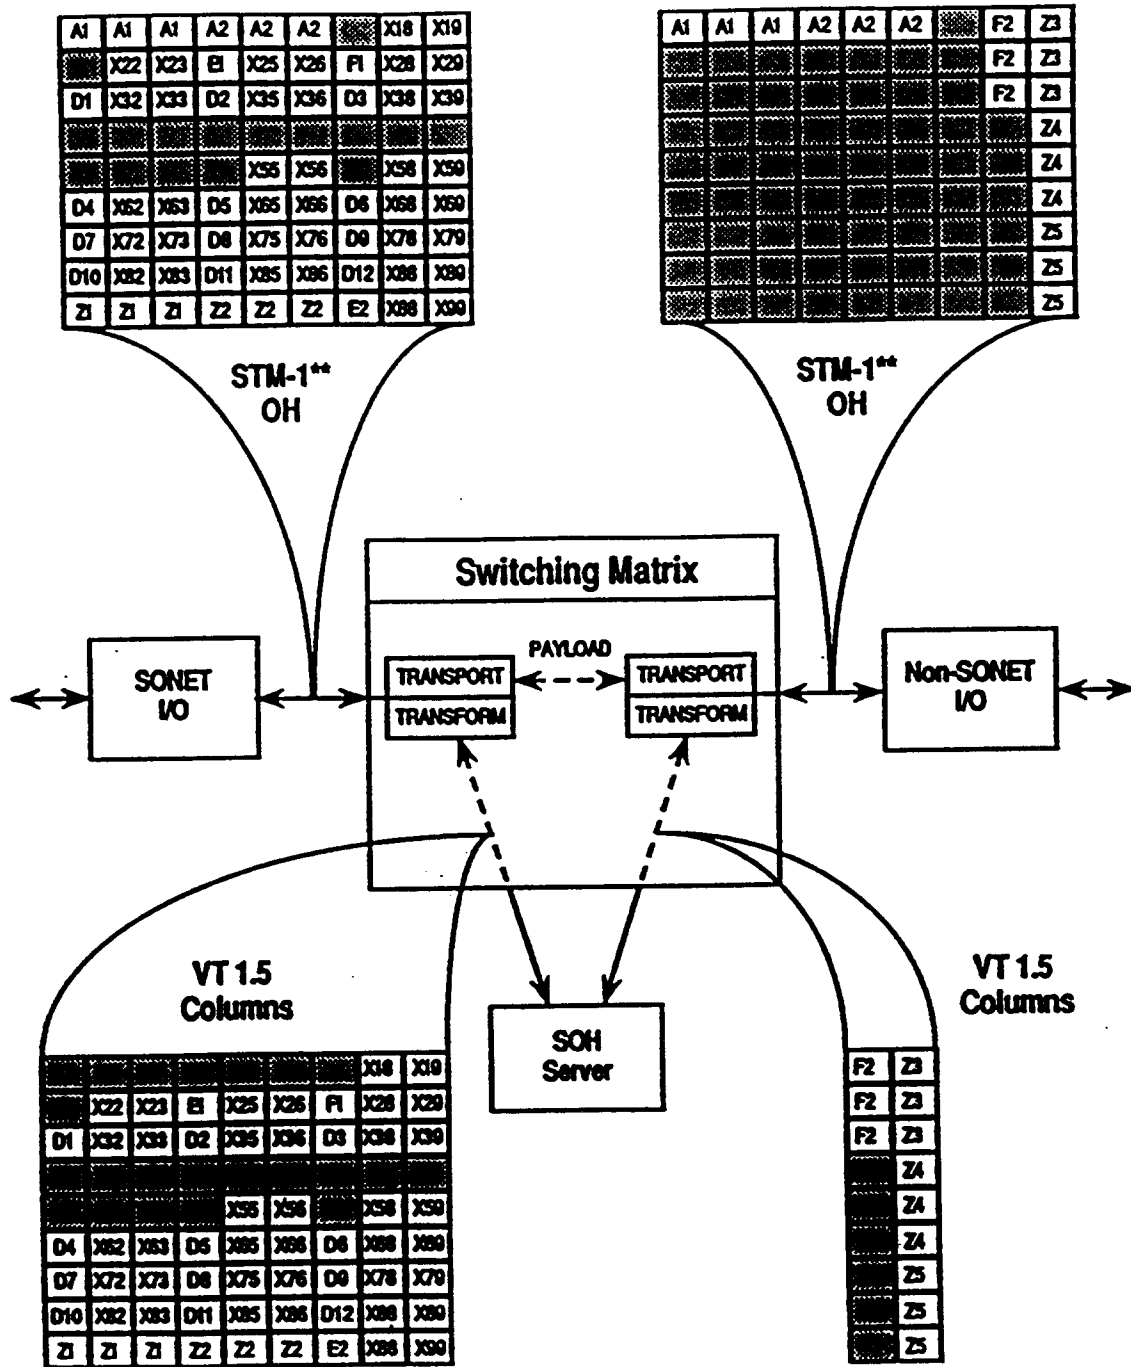 A1 A1 A1 A2 A2 A2 X18 X19
X22 X23 E1 X25 X26 F1 X28 X29
D1 X32 X33 D2 X35 X36 D3 X38 X39
X55 X56 X58 X59
D4 X62 X63 D5 X65 X66 D6 X68 X69
D7 X72 X73 D8 X75 X76 D9 X78 X79
D10 X82 X83 D11 X85 X86 D12 X88 X89
Z1 Z1 Z1 Z2 Z2 Z2 E2 X99
A1 A1 A1 A2 A2 A2 F2 Z3
F2 Z3
F2 Z3
Z4
Z4
Z4
Z5
Z5
Z5
STM-1**
OH
STM-1**
OH
Switching Matrix
SONET
I/O
TRANSPORT
TRANSFORM
PAYLOAD
TRANSPORT
TRANSFORM
Non-SONET
I/O
VT 1.5
Columns
SOH
Server
VT 1.5
Columns
X18 X19
X22 X23 E1 X25 X26 F1 X28 X29
D1 X32 X33 D2 X35 X36 D3 X38 X39
X55 X56 X58 X59
D4 X62 X63 D5 X65 X66 D6 X68 X69
D7 X72 X73 D8 X75 X76 D9 X78 X79
D10 X82 X83 D11 X85 X86 D12 X88 X89
Z1 Z1 Z1 Z2 Z2 Z2 E2 X99
F2 Z3
F2 Z3
F2 Z3
Z4
Z4
Z4
Z5
Z5
Z5